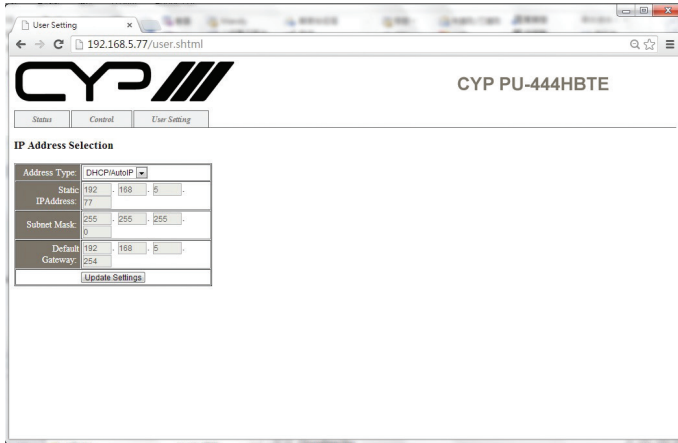 User Setting
192.168.5.77/user.shtml
CYP
CYP PU-444HBTE
Status Control User Setting
IP Address Selection
Address Type: DHCP/AutoIP
Static IPAddress: 192 . 168 . 5 . 77
Subnet Mask: 255 . 255 . 255 . 0
Default Gateway: 192 . 168 . 5 . 254
Update Settings